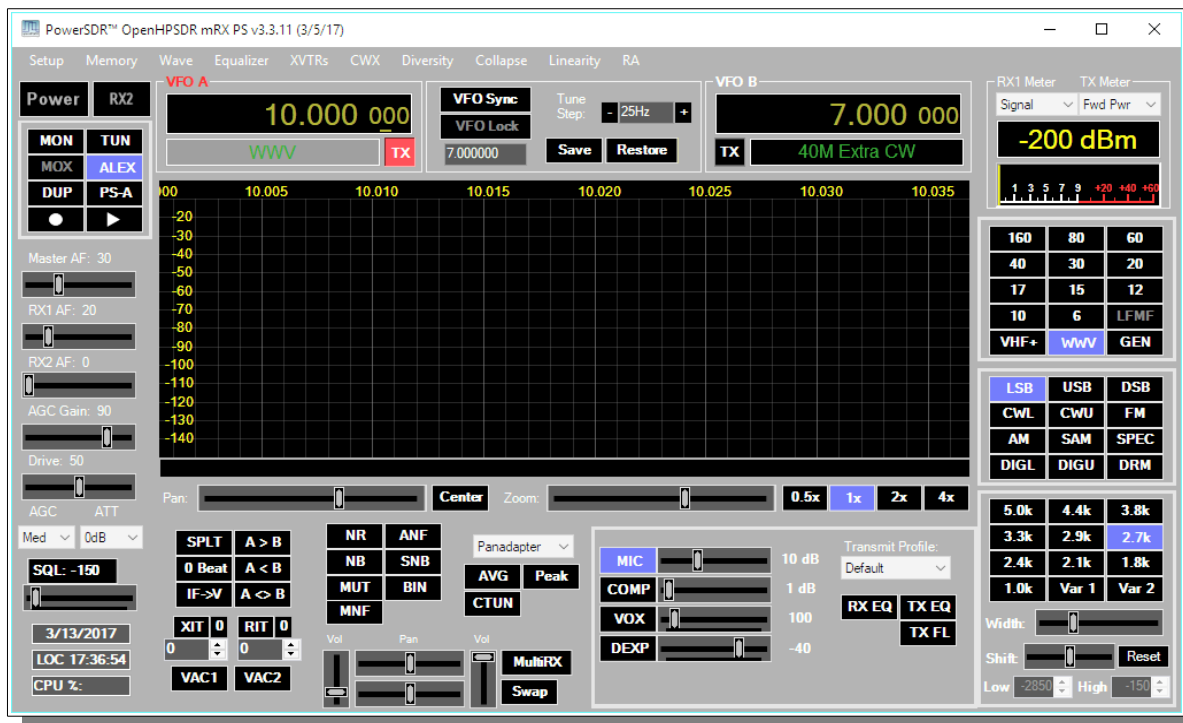 PowerSDR™ OpenHPSDR mRX PS v3.3.11 (3/5/17)
Setup Memory Wave Equalizer XVTRs CWX Diversity Collapse Linearity RA
Power RX2
MON TUN
MOX ALEX
DUP PS-A
VFO A
10.000 000
WWV TX
VFO Sync
VFO Lock
7.000000
Tune
Step: - 25Hz +
Save Restore
VFO B
7.000 000
TX 40M Extra CW
RX1 Meter TX Meter
Signal Fwd Pwr
-200 dBm
1 3 5 7 9 +20 +40 +60
Master AF: 30
RX1 AF: 20
RX2 AF: 0
AGC Gain: 90
Drive: 50
AGC ATT
Med 0dB
SQL: -150
3/13/2017
LOC 17:36:54
CPU %:
000 10.005 10.010 10.015 10.020 10.025 10.030 10.035
-20
-30
-40
-50
-60
-70
-80
-90
-100
-110
-120
-130
-140
Pan: Center Zoom: 0.5x 1x 2x 4x
160 80 60
40 30 20
17 15 12
10 6 LFMF
VHF+ WWV GEN
LSB USB DSB
CWL CWU FM
AM SAM SPEC
DIGL DIGU DRM
5.0k 4.4k 3.8k
3.3k 2.9k 2.7k
2.4k 2.1k 1.8k
1.0k Var 1 Var 2
Width:
Shift: Reset
Low -2850 High -150
SPLT A > B
0 Beat A < B
IF->V A <> B
XIT 0 RIT 0
0 0
VAC1 VAC2
NR ANF
NB SNB
MUT BIN
MNF
Panadapter
AVG Peak
CTUN
Vol Pan Vol
MultiRX
Swap
MIC 10 dB
COMP 1 dB
VOX 100
DEXP -40
Transmit Profile:
Default
RX EQ TX EQ
TX FL